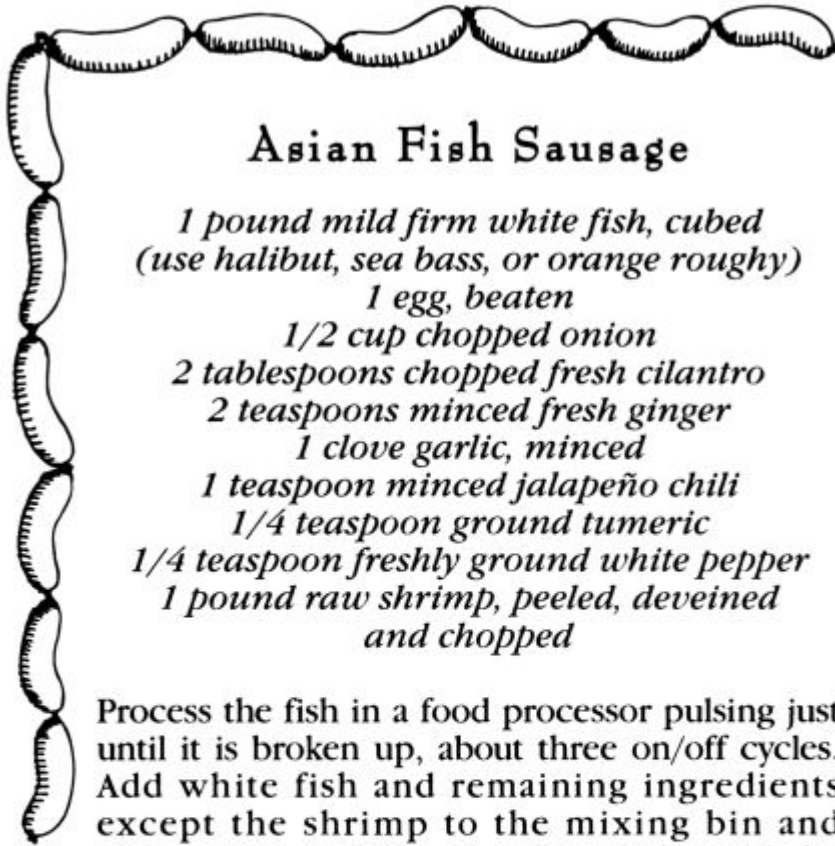 Asian Fish Sausage
1 pound mild firm white fish, cubed
(use halibut, sea bass, or orange roughy)
1 egg, beaten
1/2 cup chopped onion
2 tablespoons chopped fresh cilantro
2 teaspoons minced fresh ginger
1 clove garlic, minced
1 teaspoon minced jalapeño chili
1/4 teaspoon ground tumeric
1/4 teaspoon freshly ground white pepper
1 pound raw shrimp, peeled, deveined
and chopped
Process the fish in a food processor pulsing just
until it is broken up, about three on/off cycles.
Add white fish and remaining ingredients
except the shrimp to the mixing bin and